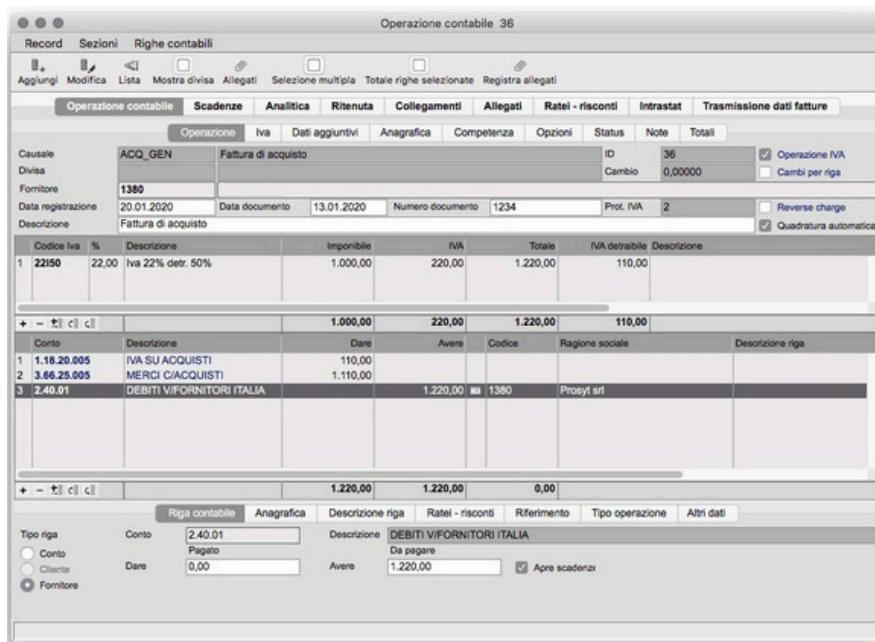 Operazione contabile 36
Record Sezioni Righe contabili
Aggiungi Modifica Lista Mostra divisa Allegati Selezione multipla Totale righe selezionate Registra allegati
Operazione contabile Scadenze Analitica Ritenuta Collegamenti Allegati Ratei - risconti Intrastat Trasmissione dati fatture
Operazione Iva Dati aggiuntivi Anagrafica Competenza Opzioni Status Note Totali
Causale ACQ_GEN Fattura di acquisto ID 36 Operazione IVA
Divisa Cambio 0,00000 Cambi per riga
Fornitore 1380
Data registrazione 20.01.2020 Data documento 13.01.2020 Numero documento 1234 Prot. IVA 2 Reverse charge
Descrizione Fattura di acquisto Quadratura automatica
Codice Iva % Descrizione Imponibile IVA Totale IVA detraibile Descrizione
1 22I50 22,00 Iva 22% detr. 50% 1.000,00 220,00 1.220,00 110,00
+ - 1.000,00 220,00 1.220,00 110,00
Conto Descrizione Dare Avere Codice Ragione sociale Descrizione riga
1 1.18.20.005 IVA SU ACQUISTI 110,00
2 3.66.25.005 MERCI C/ACQUISTI 1.110,00
3 2.40.01 DEBITI V/FORNITORI ITALIA 1.220,00 1380 Prosyt srl
+ - 1.220,00 1.220,00 0,00
Riga contabile Anagrafica Descrizione riga Ratei - risconti Riferimento Tipo operazione Altri dati
Tipo riga Conto 2.40.01 Descrizione DEBITI V/FORNITORI ITALIA
Conto Pagato Da pagare
Cliente Dare 0,00 Avere 1.220,00 Apre scadenze
Fornitore